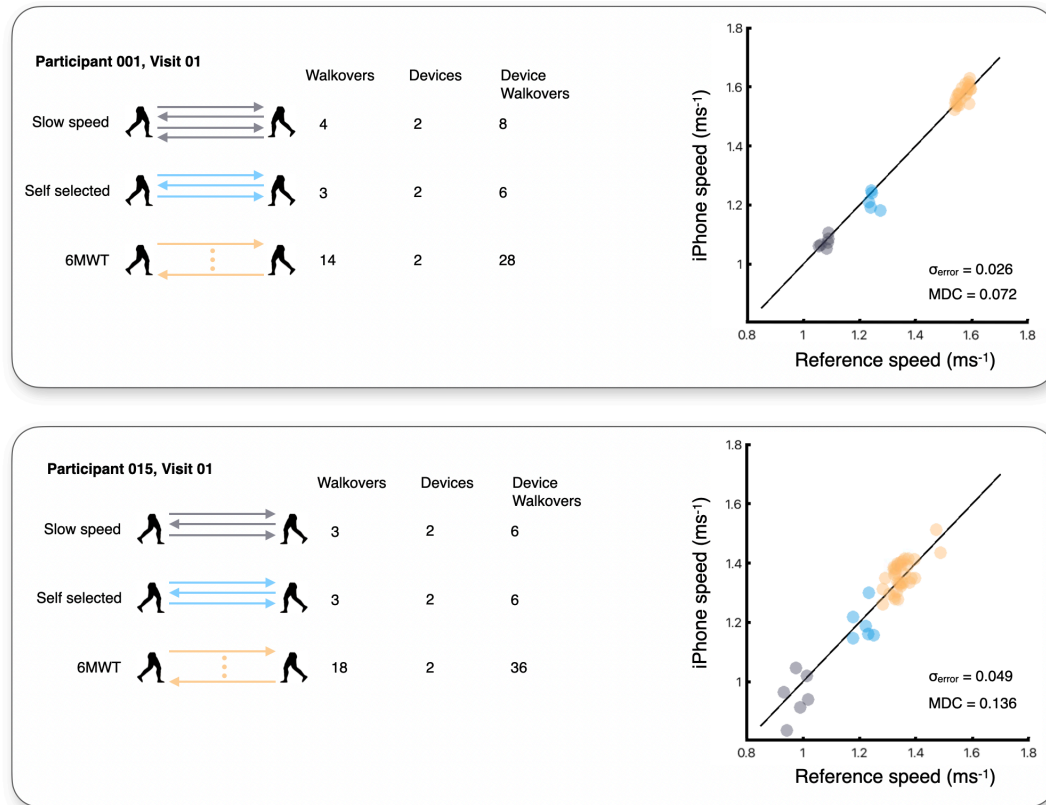 Participant 001, Visit 01
Walkovers Devices Device Walkovers
Slow speed 4 2 8
Self selected 3 2 6
6MWT 14 2 28
1.8
1.6
1.4
1.2
1
0.8 1 1.2 1.4 1.6 1.8
iPhone speed (ms-1)
σerror = 0.026
MDC = 0.072
Reference speed (ms-1)
Participant 015, Visit 01
Walkovers Devices Device Walkovers
Slow speed 3 2 6
Self selected 3 2 6
6MWT 18 2 36
1.8
1.6
1.4
1.2
1
0.8 1 1.2 1.4 1.6 1.8
iPhone speed (ms-1)
σerror = 0.049
MDC = 0.136
Reference speed (ms-1)